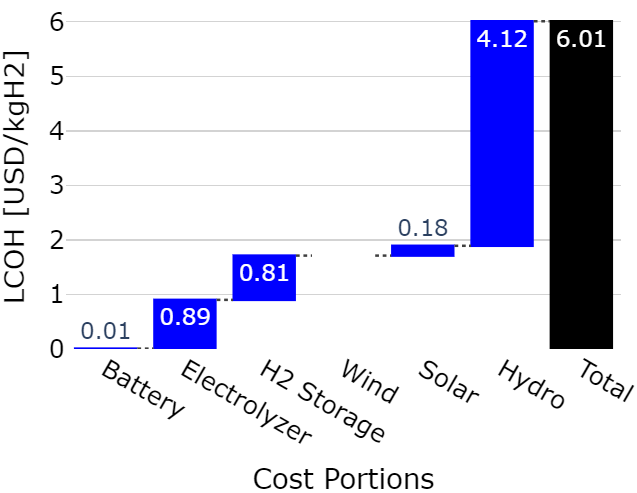 LCOH [USD/kgH2]
6
5
4
3
2
1
0
0.01
0.89
0.81
0.18
4.12
6.01
Battery
Electrolyzer
H2 Storage
Wind
Solar
Hydro
Total
Cost Portions